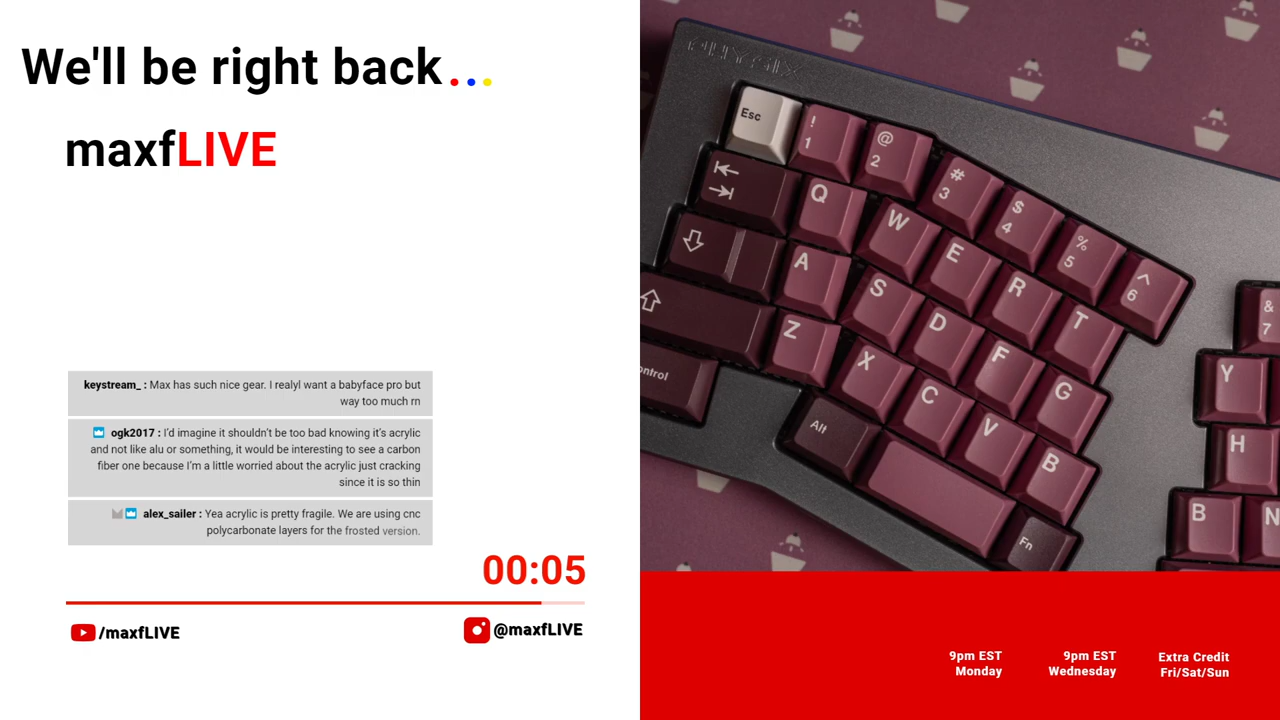 We'll be right back...
maxfLIVE
keystream_ : Max has such nice gear. I realyl want a babyface pro but
way too much rn
ogk2017 : I'd imagine it shouldn't be too bad knowing it's acrylic
and not like alu or something, it would be interesting to see a carbon
fiber one because I'm a little worried about the acrylic just cracking
since it is so thin
alex_sailer : Yea acrylic is pretty fragile. We are using cnc
polycarbonate layers for the frosted version.
00:05
/maxfLIVE
@maxfLIVE
Esc
! 1
@ 2
# 3
$ 4
% 5
^ 6
& 7
Q W E R T Y
A S D F G H
Z X C V B B N
ontrol
Alt
Fn
9pm EST
Monday
9pm EST
Wednesday
Extra Credit
Fri/Sat/Sun